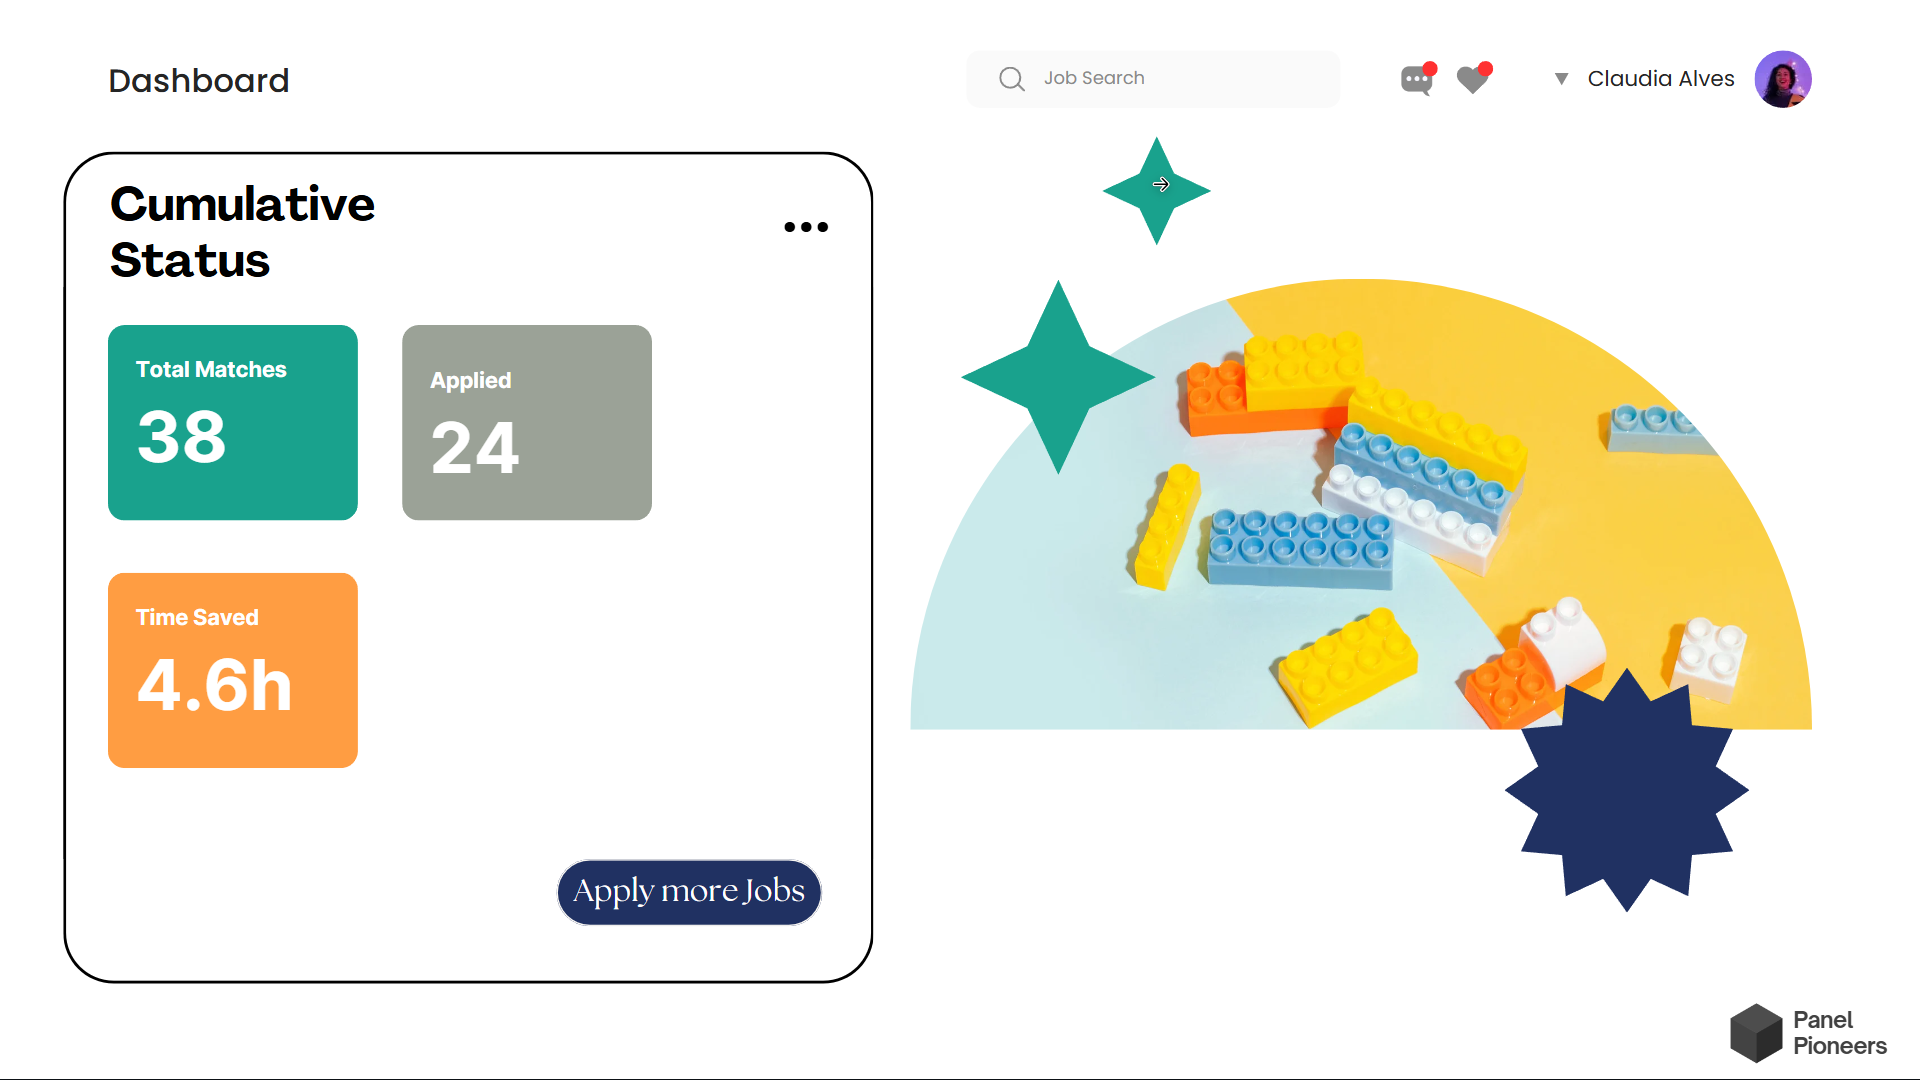 Dashboard
Job Search
Claudia Alves
Cumulative
Status
Total Matches
38
Applied
24
Time Saved
4.6h
Apply more Jobs
Panel
Pioneers